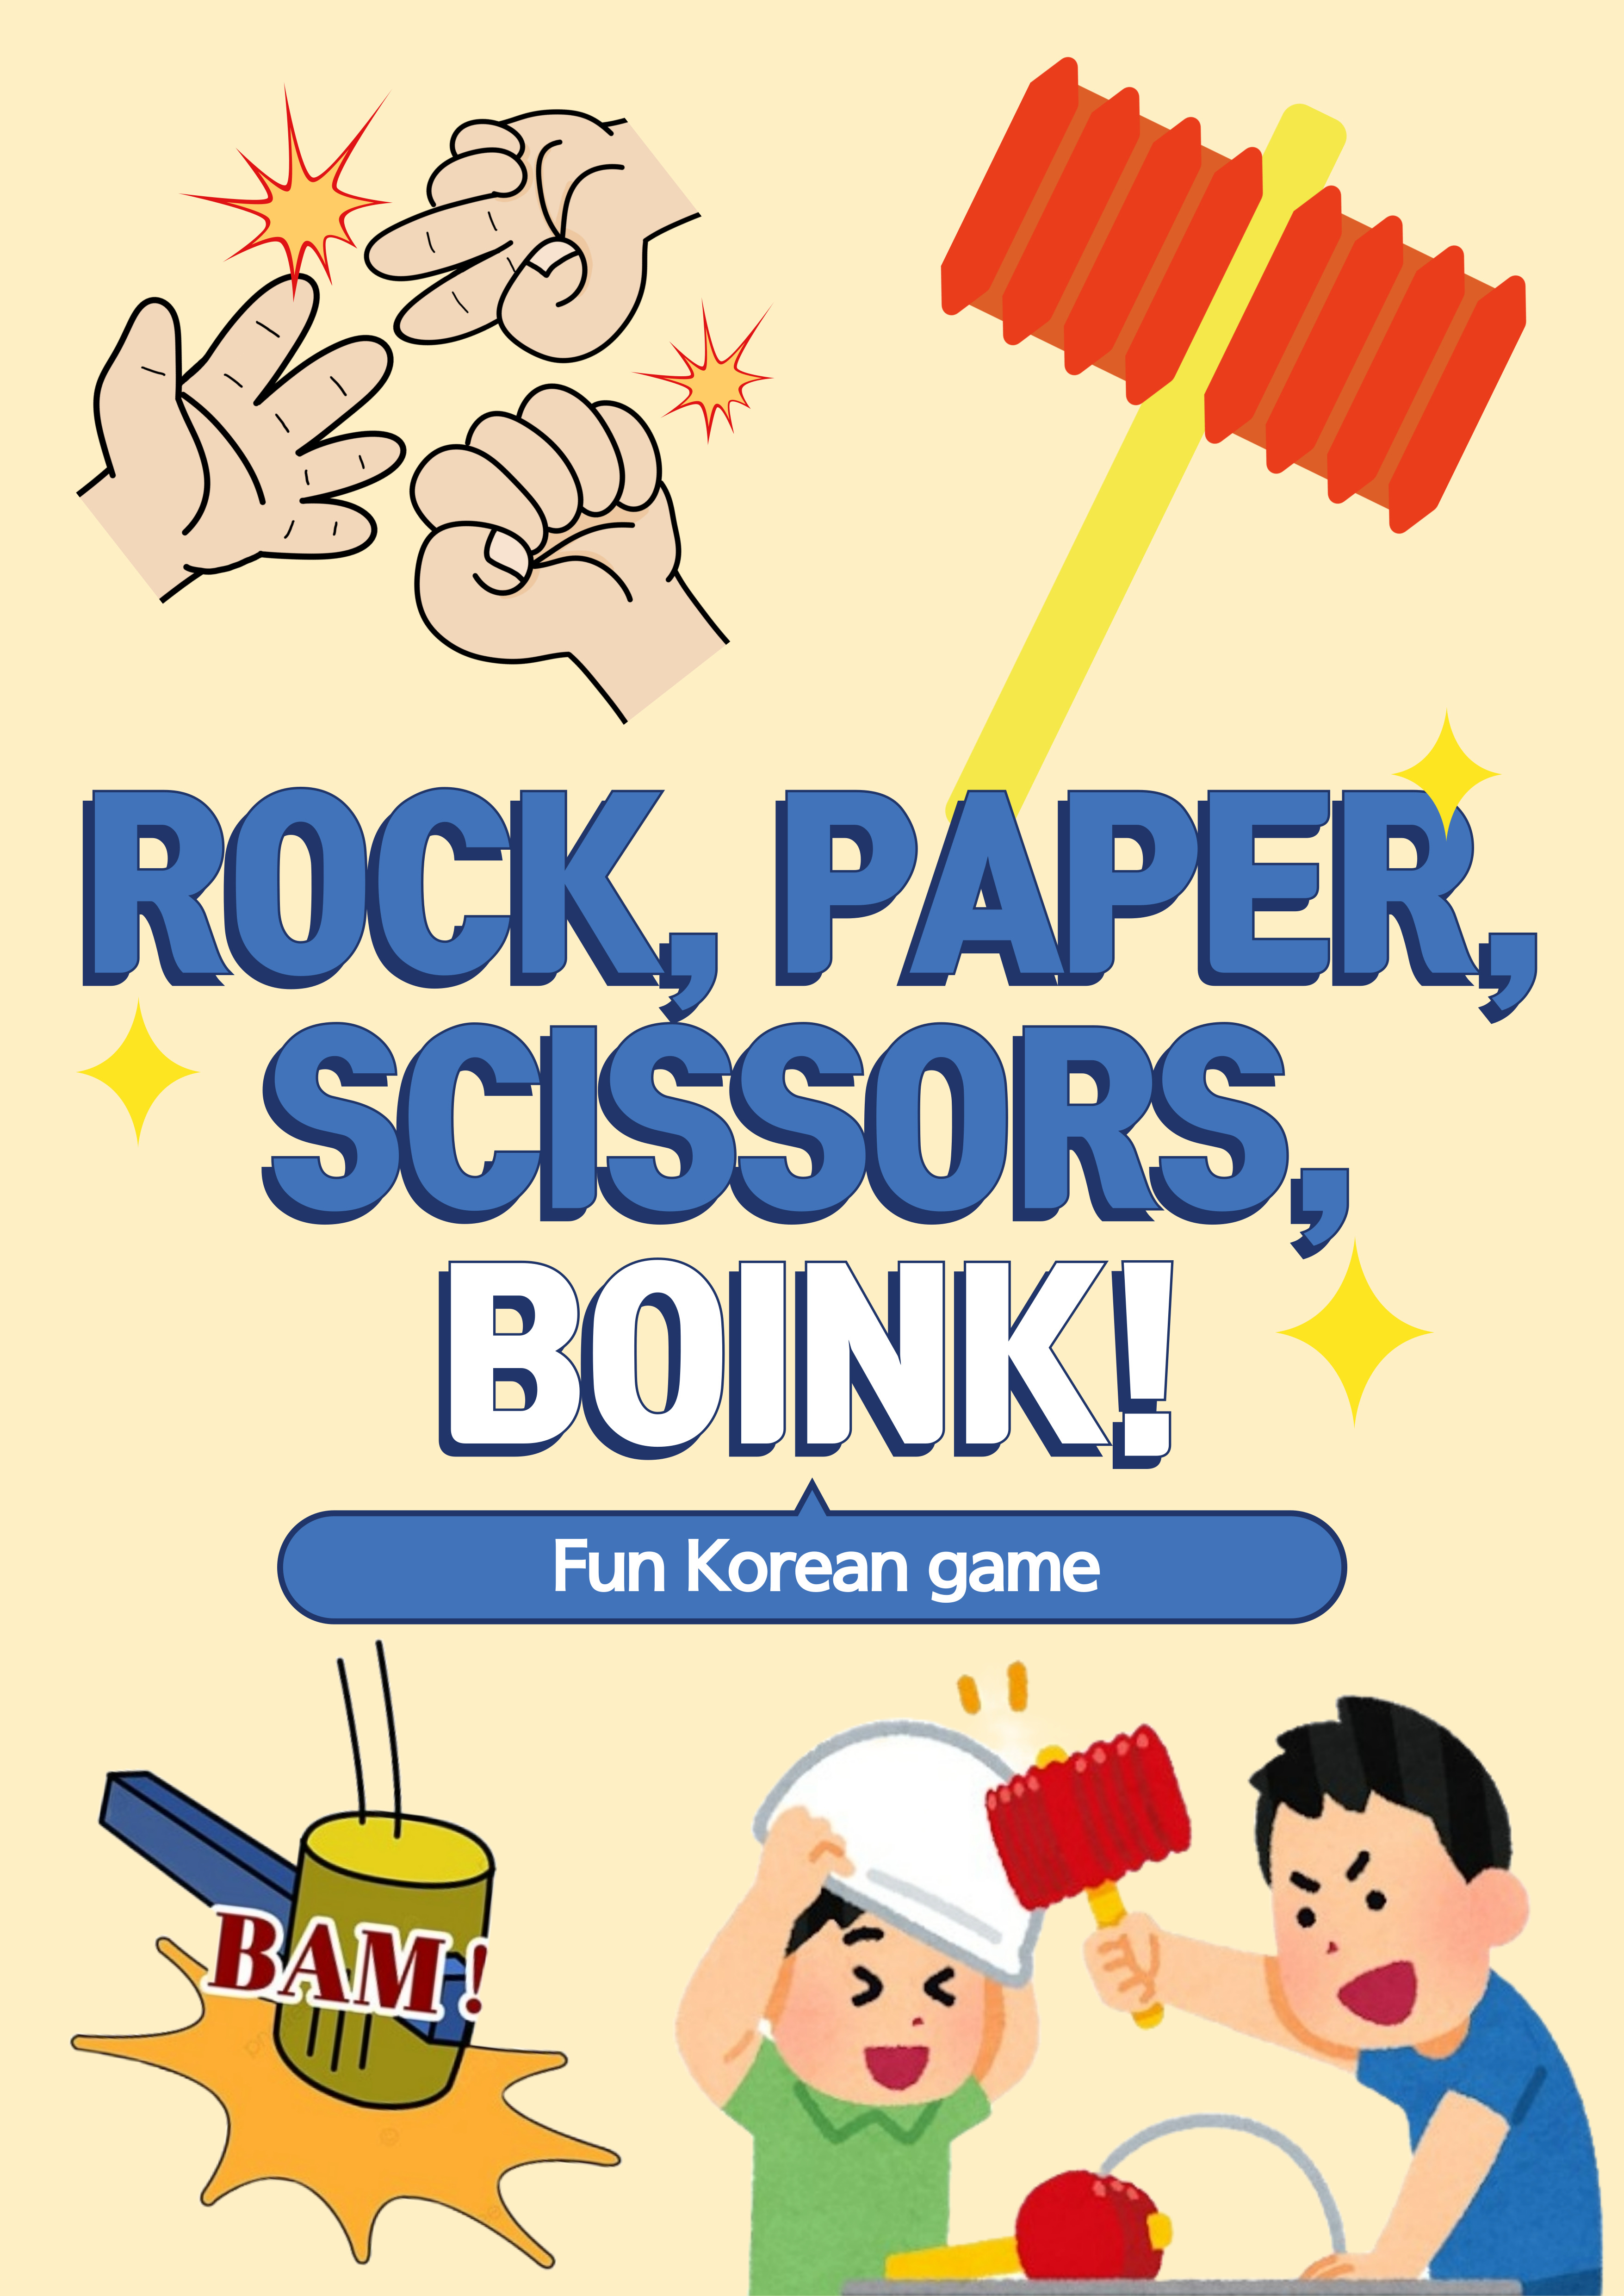 ROCK, PAPER,
SCISSORS,
BOINK!
Fun Korean game
BAM!